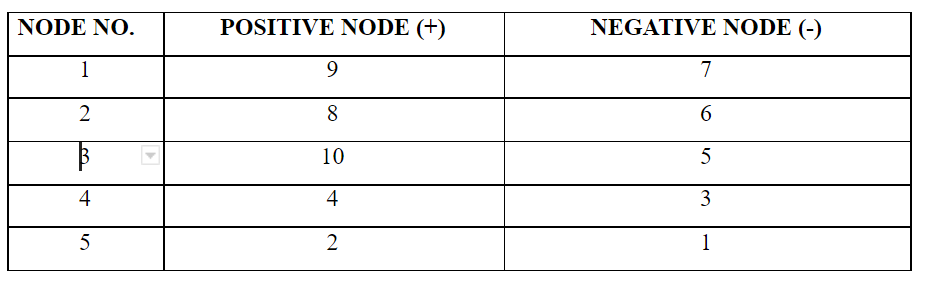 NODE NO. POSITIVE NODE (+) NEGATIVE NODE (-)
1 9 7
2 8 6
3 10 5
4 4 3
5 2 1